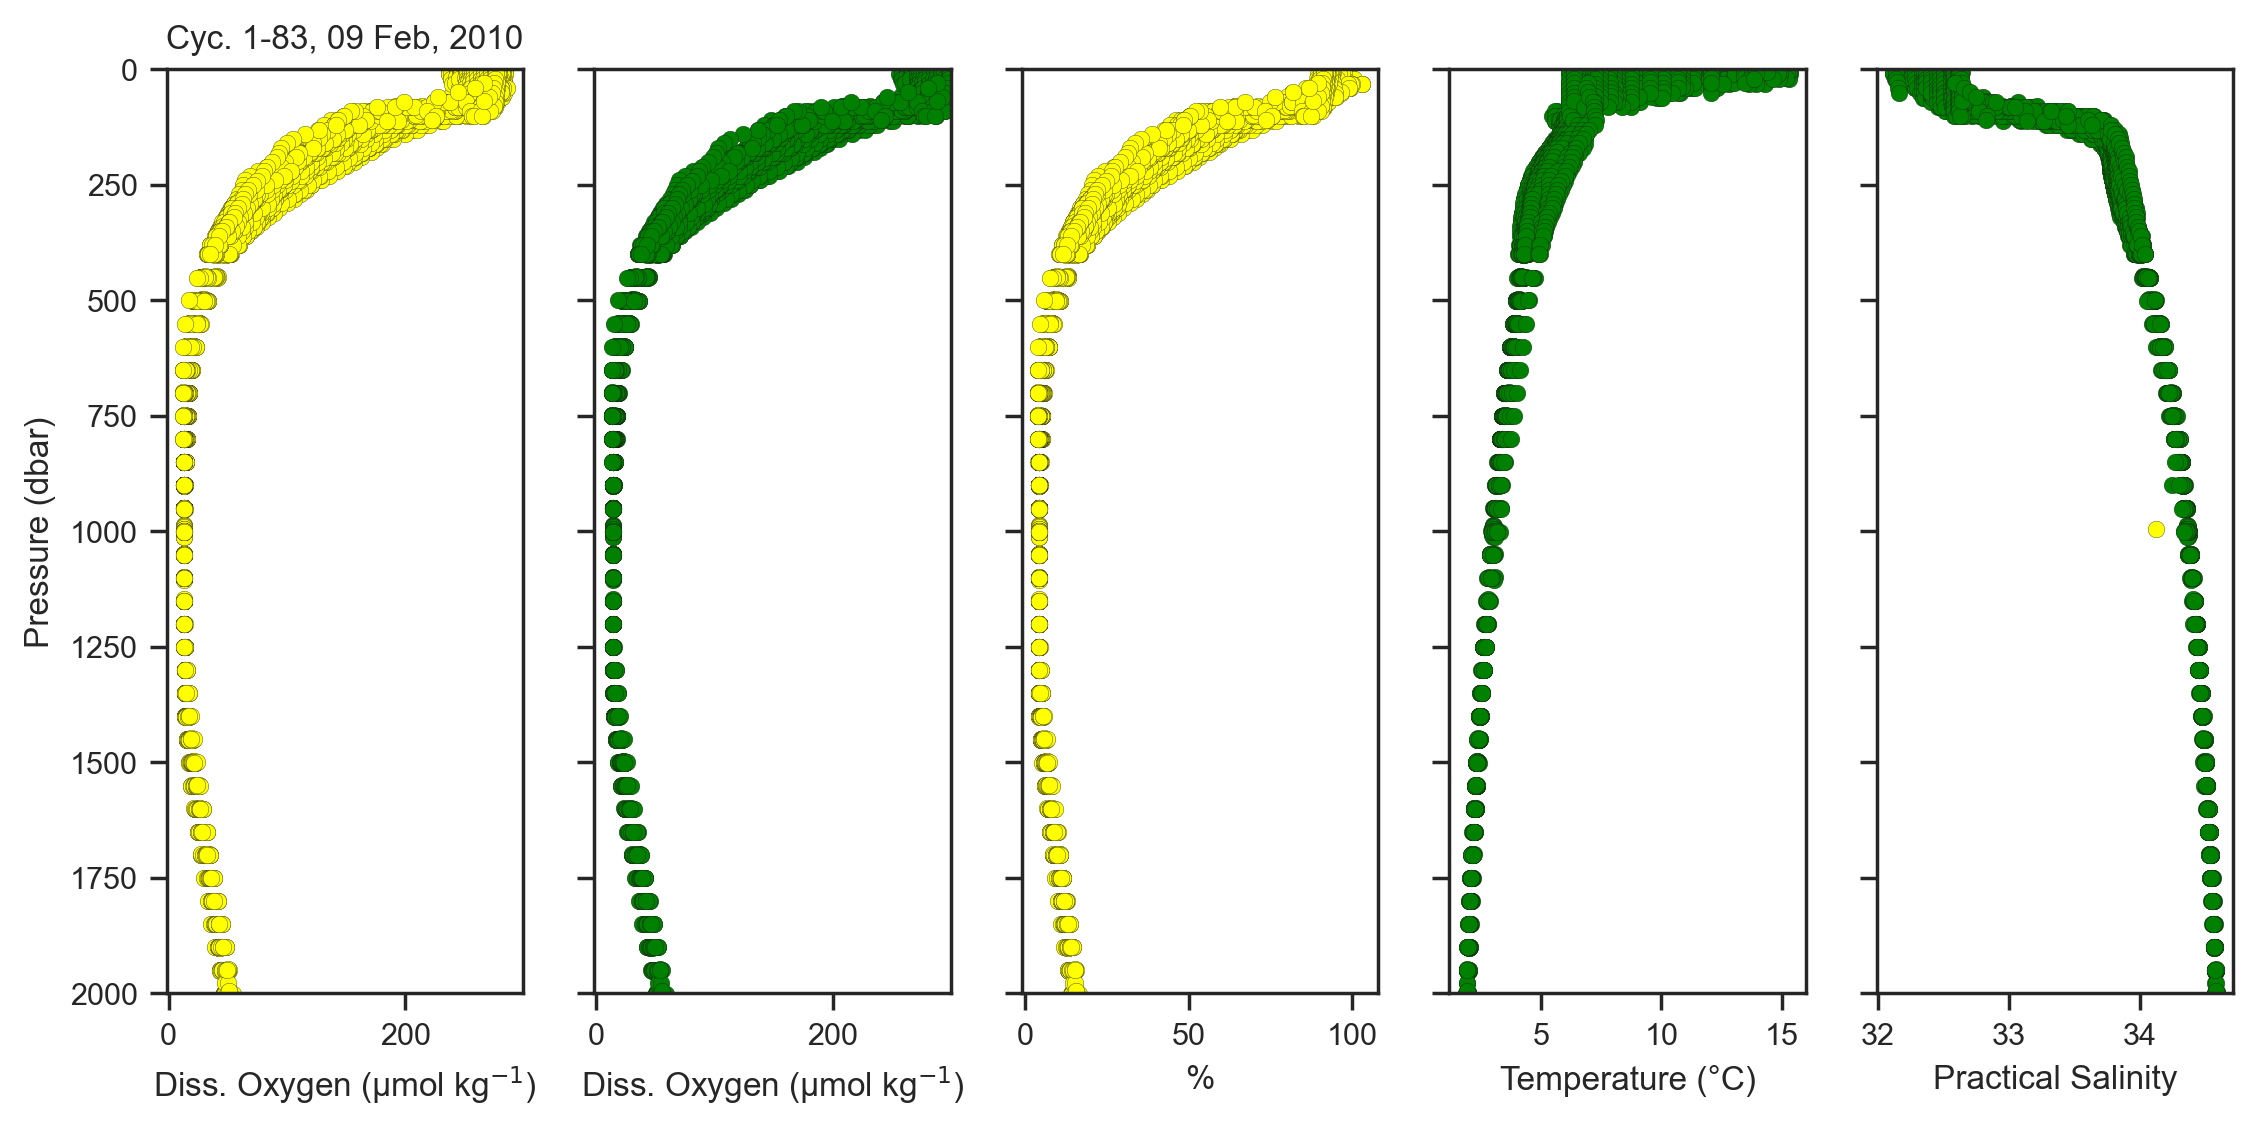 Cyc. 1-83, 09 Feb, 2010
Pressure (dbar)
0
250
500
750
1000
1250
1500
1750
2000
0 200
0 200
0 50 100
5 10 15
32 33 34
Diss. Oxygen (µmol kg⁻¹)
Diss. Oxygen (µmol kg⁻¹)
%
Temperature (°C)
Practical Salinity